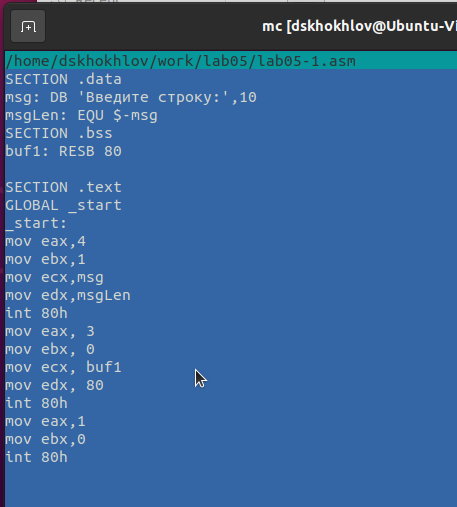 mc [dskhokhlov@Ubuntu-Vi
/home/dskhokhlov/work/lab05/lab05-1.asm
SECTION .data
msg: DB 'Введите строку:',10
msgLen: EQU $-msg
SECTION .bss
buf1: RESB 80
SECTION .text
GLOBAL _start
_start:
mov eax,4
mov ebx,1
mov ecx,msg
mov edx,msgLen
int 80h
mov eax, 3
mov ebx, 0
mov ecx, buf1
mov edx, 80
int 80h
mov eax,1
mov ebx,0
int 80h